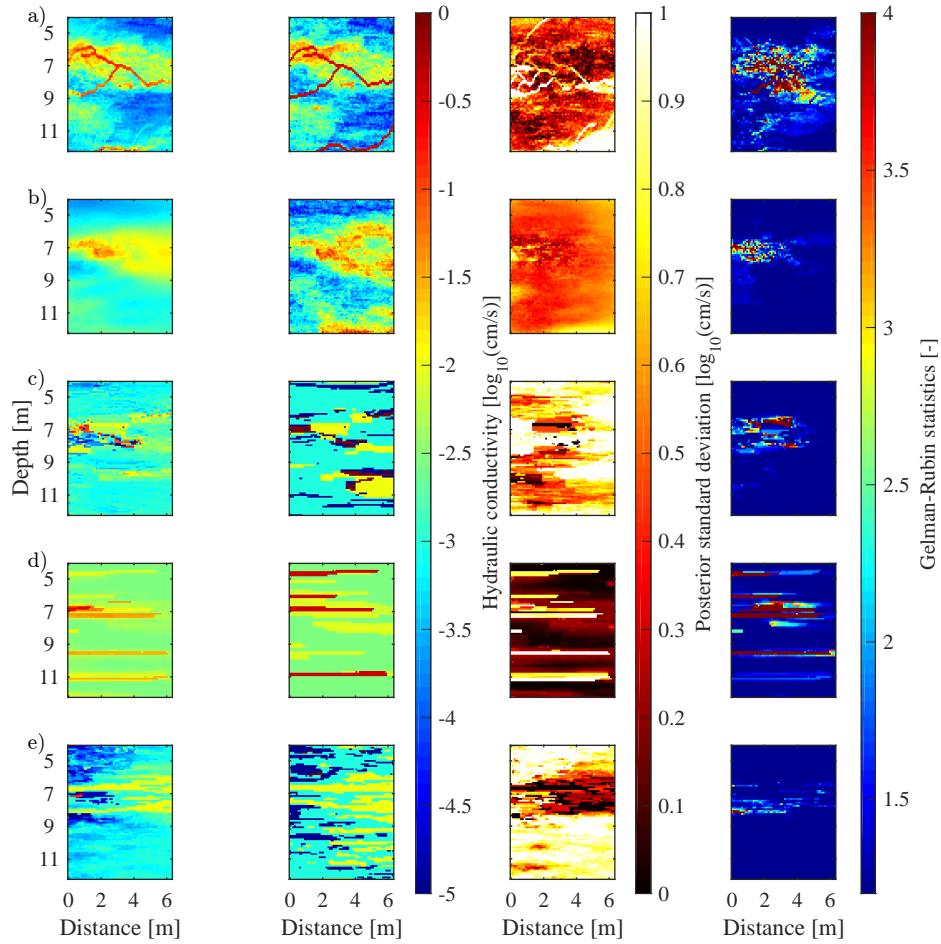 a)
5
7
9
11
b)
5
7
9
11
c)
5
7
9
11
d)
5
7
9
11
e)
5
7
9
11
Depth [m]
0 2 4 6
Distance [m]
0 2 4 6
Distance [m]
0 2 4 6
Distance [m]
0 2 4 6
Distance [m]
0
-0.5
-1
-1.5
-2
-2.5
-3
-3.5
-4
-4.5
-5
Hydraulic conductivity [log10(cm/s)]
1
0.9
0.8
0.7
0.6
0.5
0.4
0.3
0.2
0.1
0
Posterior standard deviation [log10(cm/s)]
4
3.5
3
2.5
2
1.5
Gelman-Rubin statistics [-]